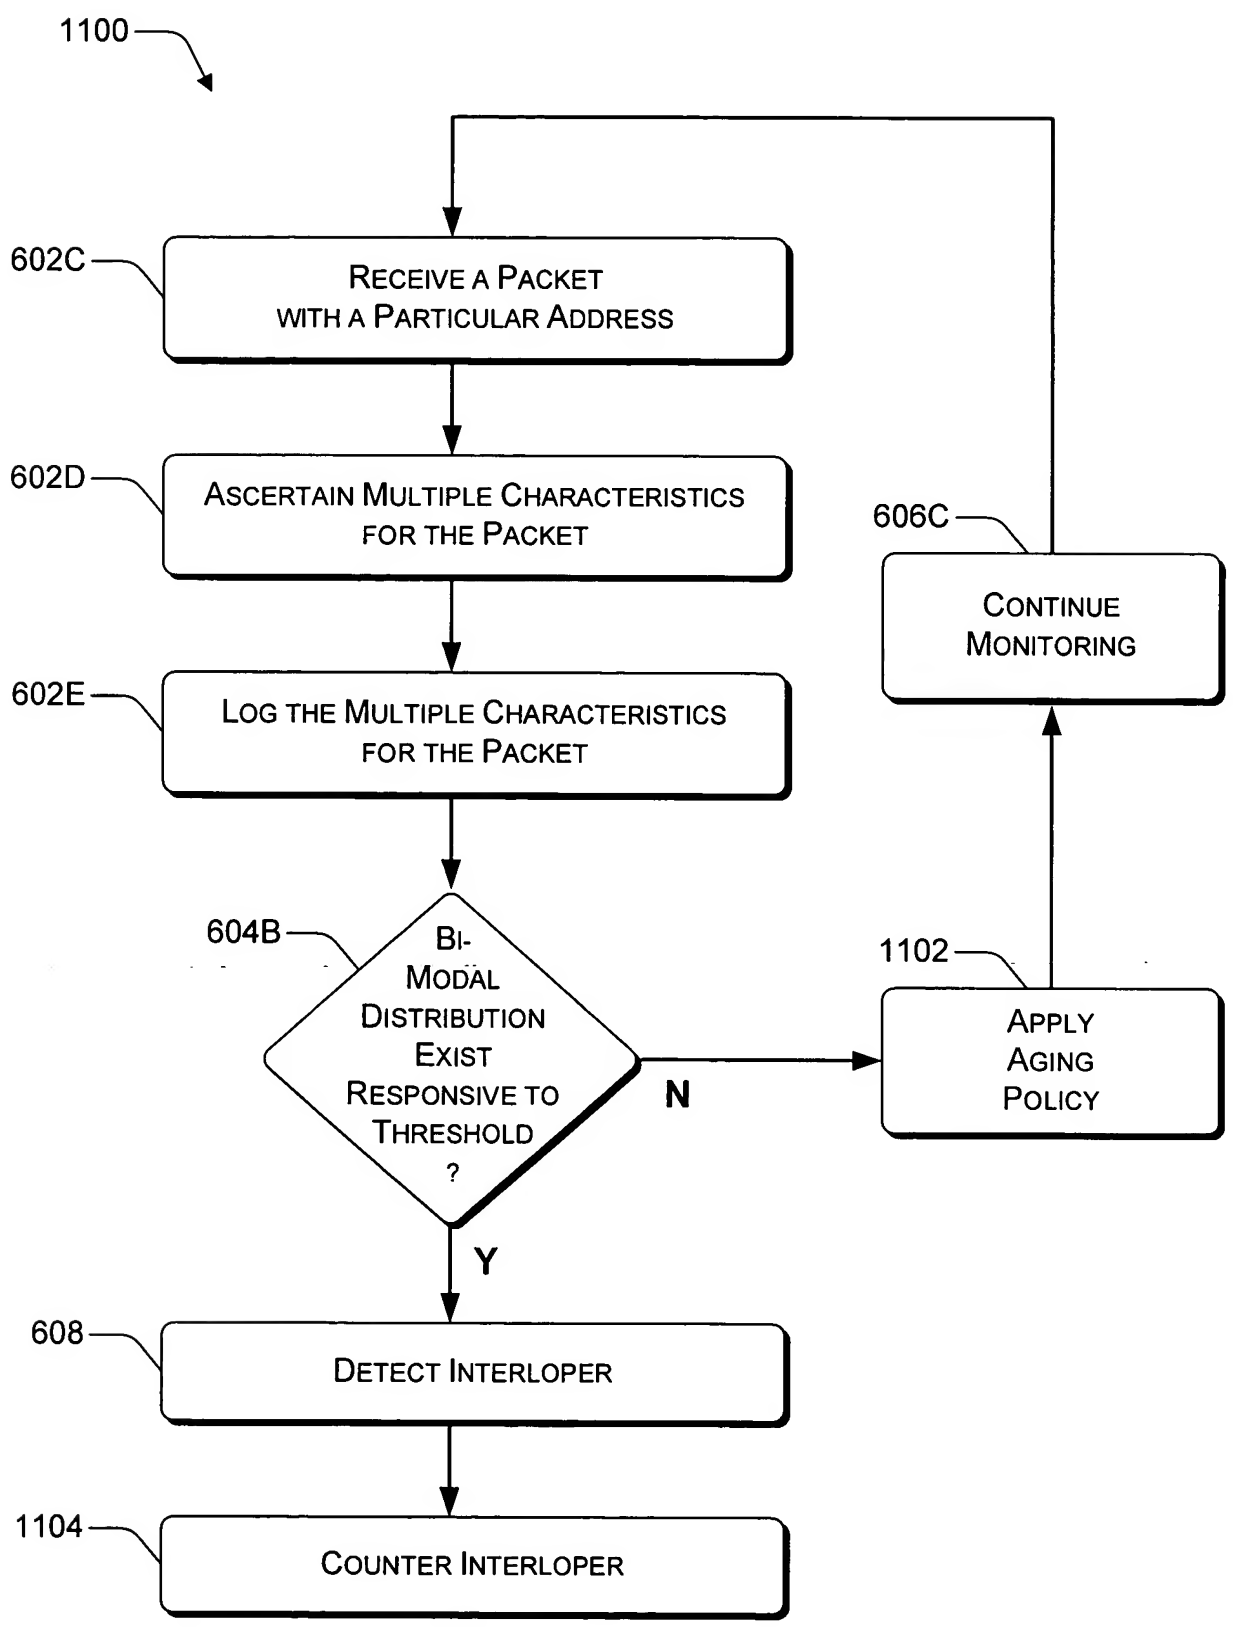 1100
602C
RECEIVE A PACKET
WITH A PARTICULAR ADDRESS
602D
ASCERTAIN MULTIPLE CHARACTERISTICS
FOR THE PACKET
606C
CONTINUE
MONITORING
602E
LOG THE MULTIPLE CHARACTERISTICS
FOR THE PACKET
604B
BI-
MODAL
DISTRIBUTION
EXIST
RESPONSIVE TO
THRESHOLD
?
N
1102
APPLY
AGING
POLICY
Y
608
DETECT INTERLOPER
1104
COUNTER INTERLOPER